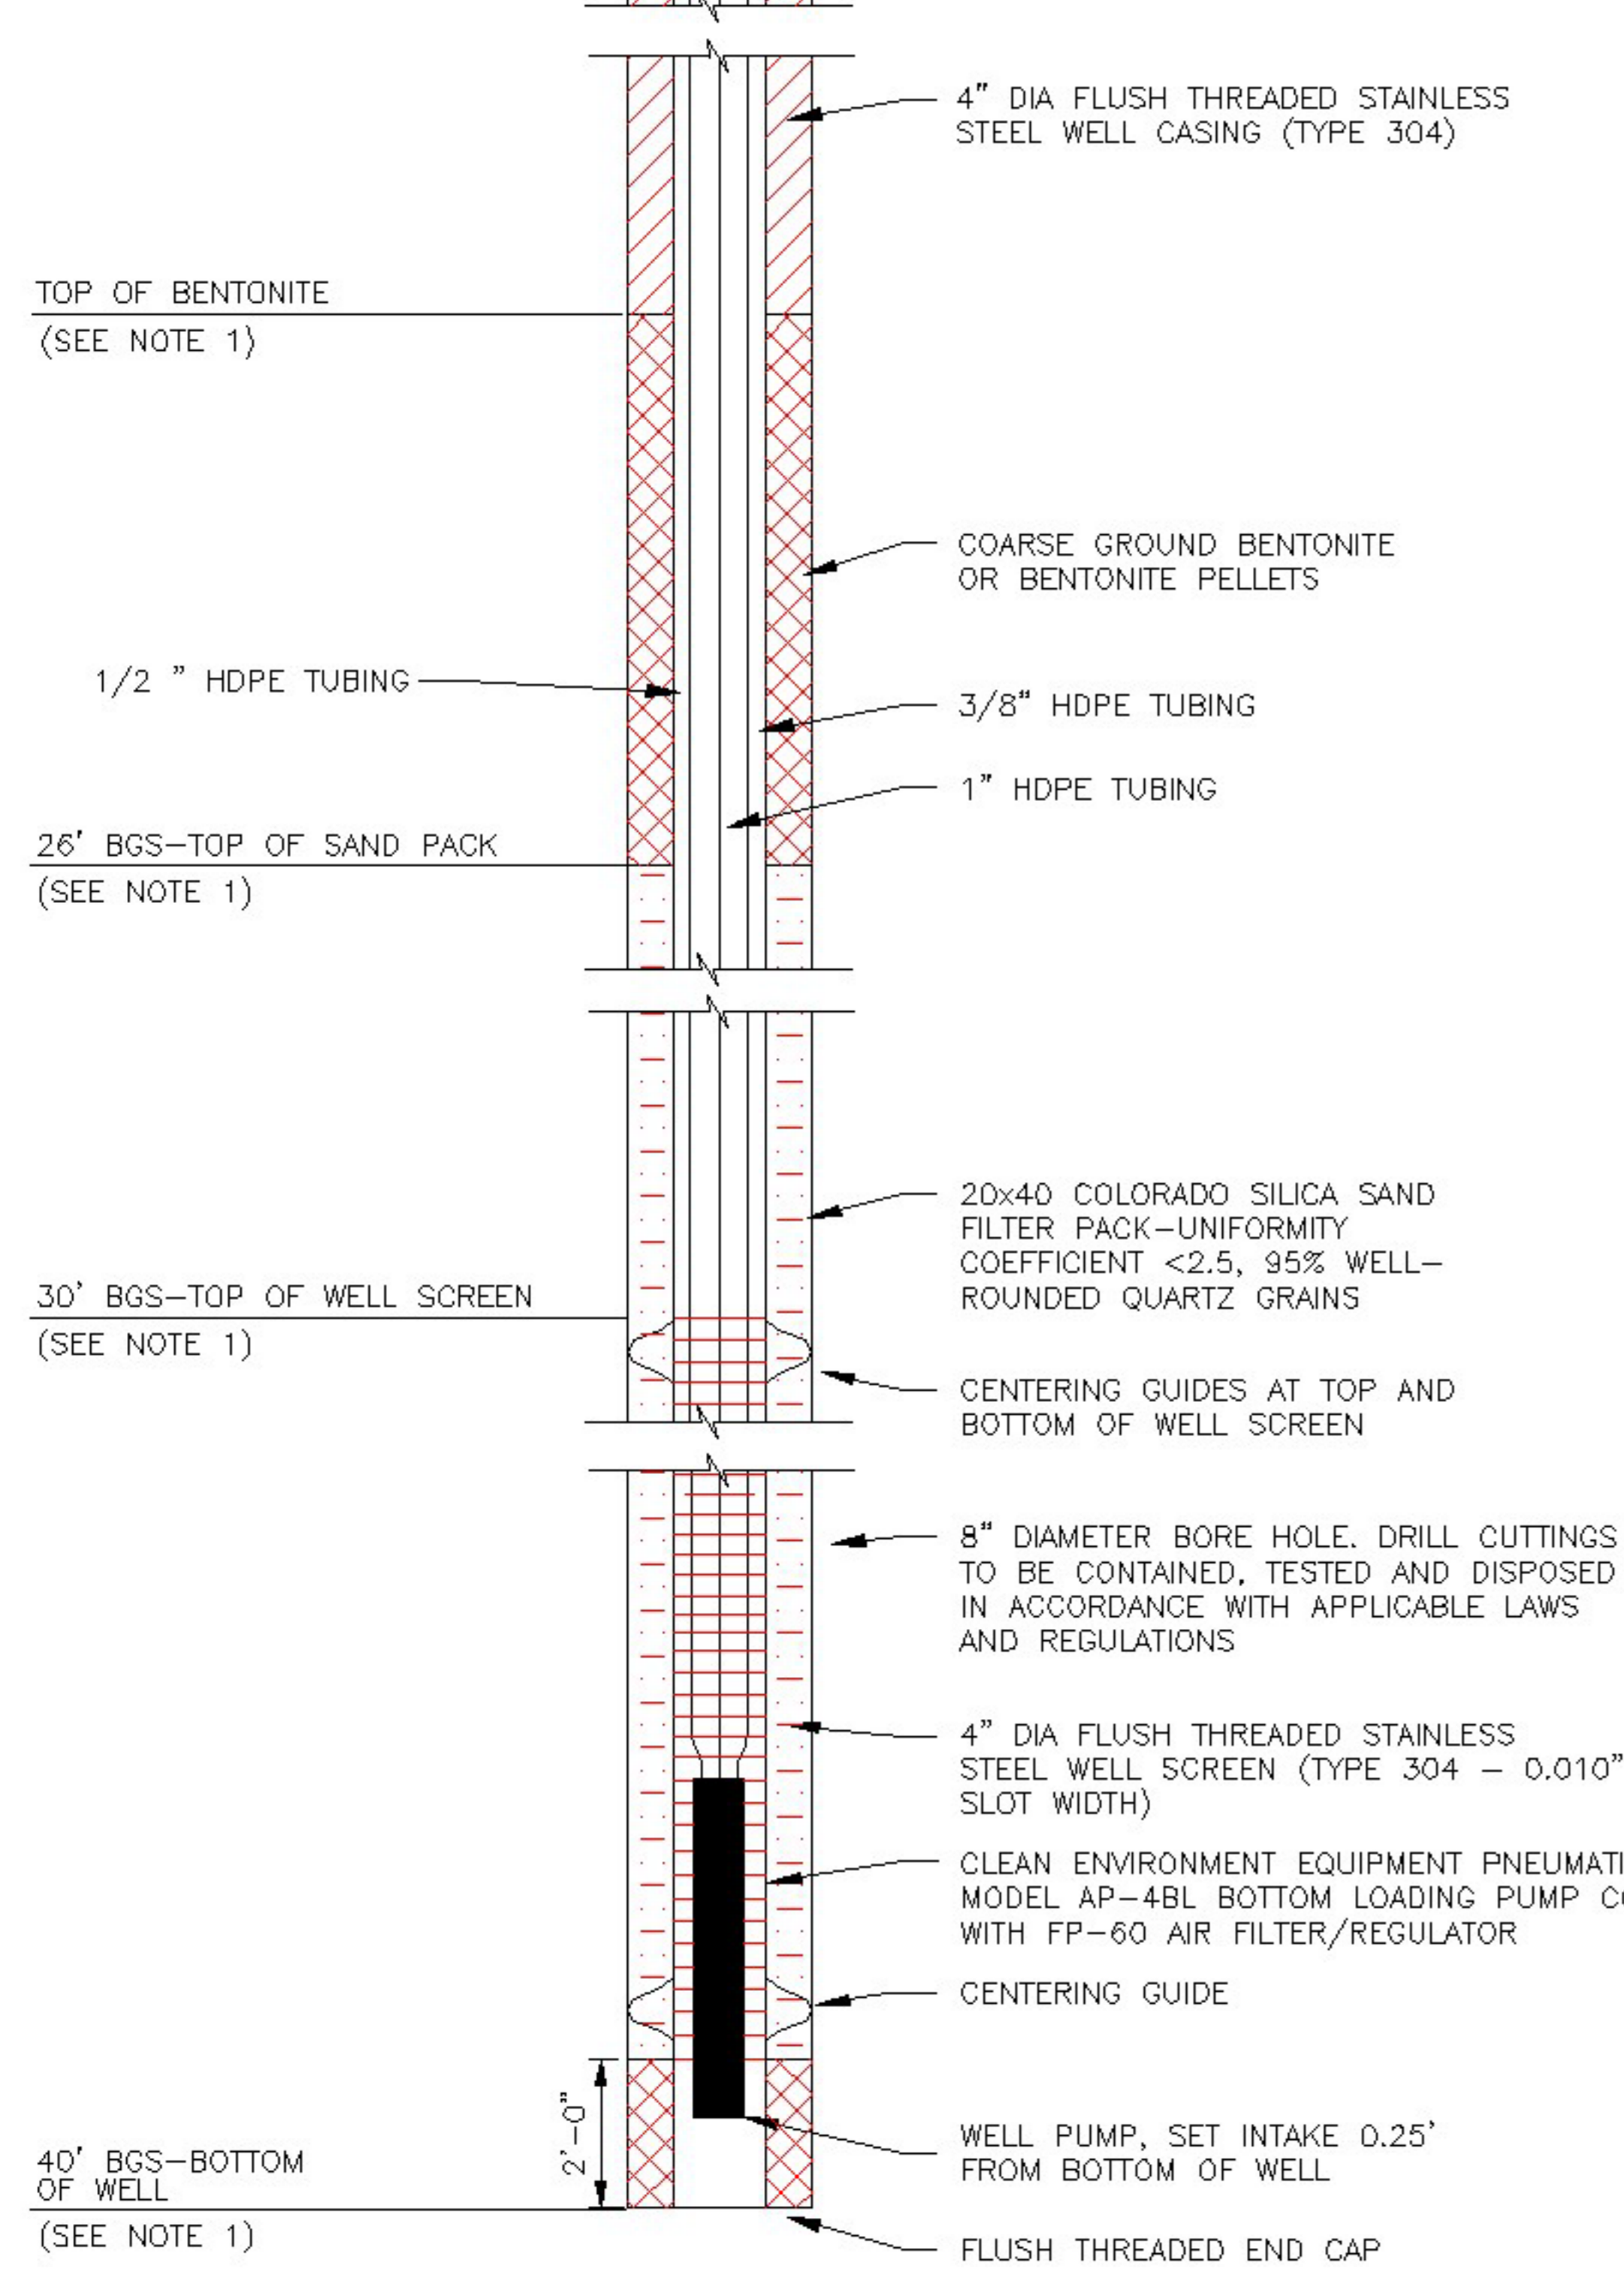 4" DIA FLUSH THREADED STAINLESS
STEEL WELL CASING (TYPE 304)
TOP OF BENTONITE
(SEE NOTE 1)
COARSE GROUND BENTONITE
OR BENTONITE PELLETS
1/2 " HDPE TUBING
3/8" HDPE TUBING
1" HDPE TUBING
26' BGS-TOP OF SAND PACK
(SEE NOTE 1)
20x40 COLORADO SILICA SAND
FILTER PACK-UNIFORMITY
COEFFICIENT <2.5, 95% WELL-
ROUNDED QUARTZ GRAINS
30' BGS-TOP OF WELL SCREEN
(SEE NOTE 1)
CENTERING GUIDES AT TOP AND
BOTTOM OF WELL SCREEN
8" DIAMETER BORE HOLE. DRILL CUTTINGS
TO BE CONTAINED, TESTED AND DISPOSED
IN ACCORDANCE WITH APPLICABLE LAWS
AND REGULATIONS
4" DIA FLUSH THREADED STAINLESS
STEEL WELL SCREEN (TYPE 304 - 0.010"
SLOT WIDTH)
CLEAN ENVIRONMENT EQUIPMENT PNEUMATI
MODEL AP-4BL BOTTOM LOADING PUMP
WITH FP-60 AIR FILTER/REGULATOR
CENTERING GUIDE
2'-0"
WELL PUMP, SET INTAKE 0.25'
FROM BOTTOM OF WELL
40' BGS-BOTTOM
OF WELL
(SEE NOTE 1)
FLUSH THREADED END CAP